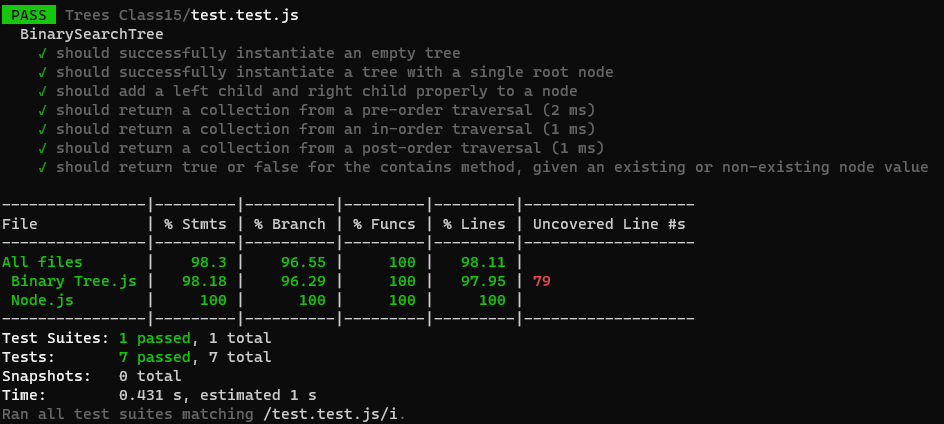 PASS Trees Class15/test.test.js
BinarySearchTree
√ should successfully instantiate an empty tree
√ should successfully instantiate a tree with a single root node
√ should add a left child and right child properly to a node
√ should return a collection from a pre-order traversal (2 ms)
√ should return a collection from an in-order traversal (1 ms)
√ should return a collection from a post-order traversal (1 ms)
√ should return true or false for the contains method, given an existing or non-existing node value
----------------|---------|----------|---------|---------|-------------------
File            | % Stmts | % Branch | % Funcs | % Lines | Uncovered Line #s
----------------|---------|----------|---------|---------|-------------------
All files       |    98.3 |    96.55 |     100 |   98.11 |
 Binary Tree.js |   98.18 |    96.29 |     100 |   97.95 | 79
 Node.js        |     100 |      100 |     100 |     100 |
----------------|---------|----------|---------|---------|-------------------
Test Suites: 1 passed, 1 total
Tests:       7 passed, 7 total
Snapshots:   0 total
Time:        0.431 s, estimated 1 s
Ran all test suites matching /test.test.js/i.